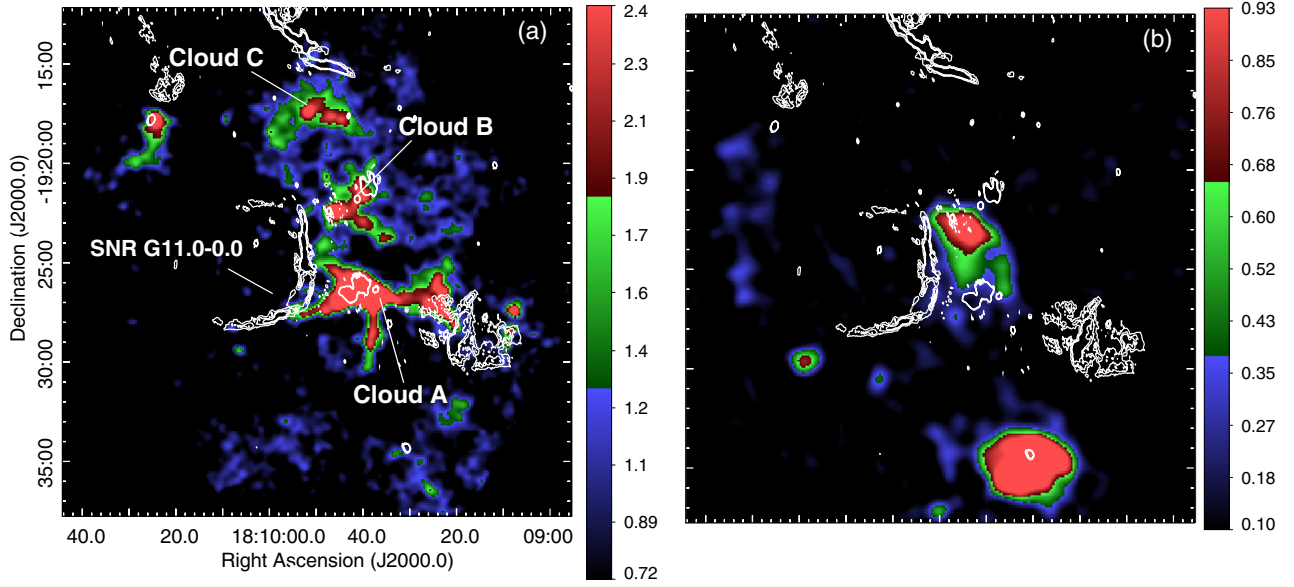 (a)
Cloud C
Cloud B
SNR G11.0-0.0
Cloud A
15:00
-19:20:00
25:00
30:00
35:00
Declination (J2000.0)
40.0 20.0 18:10:00.0 40.0 20.0 09:00
Right Ascension (J2000.0)
2.4
2.1
1.9
1.7
1.6
1.4
1.2
1.1
0.89
0.72
(b)
0.93
0.85
0.76
0.68
0.60
0.52
0.43
0.35
0.27
0.18
0.10